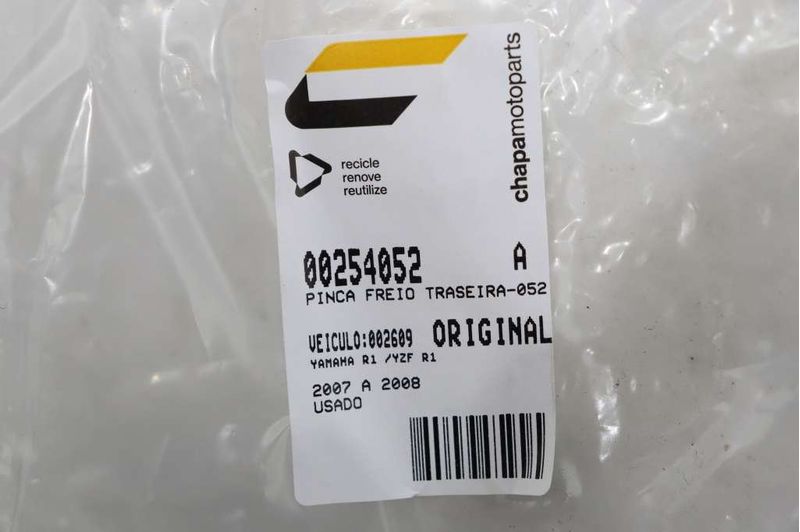 chapamotoparts
recicle
renove
reutilize
00254052 A
PINCA FREIO TRASEIRA-052
VEICULO:002609 ORIGINAL
YAMAHA R1 /YZF R1
2007 A 2008
USADO